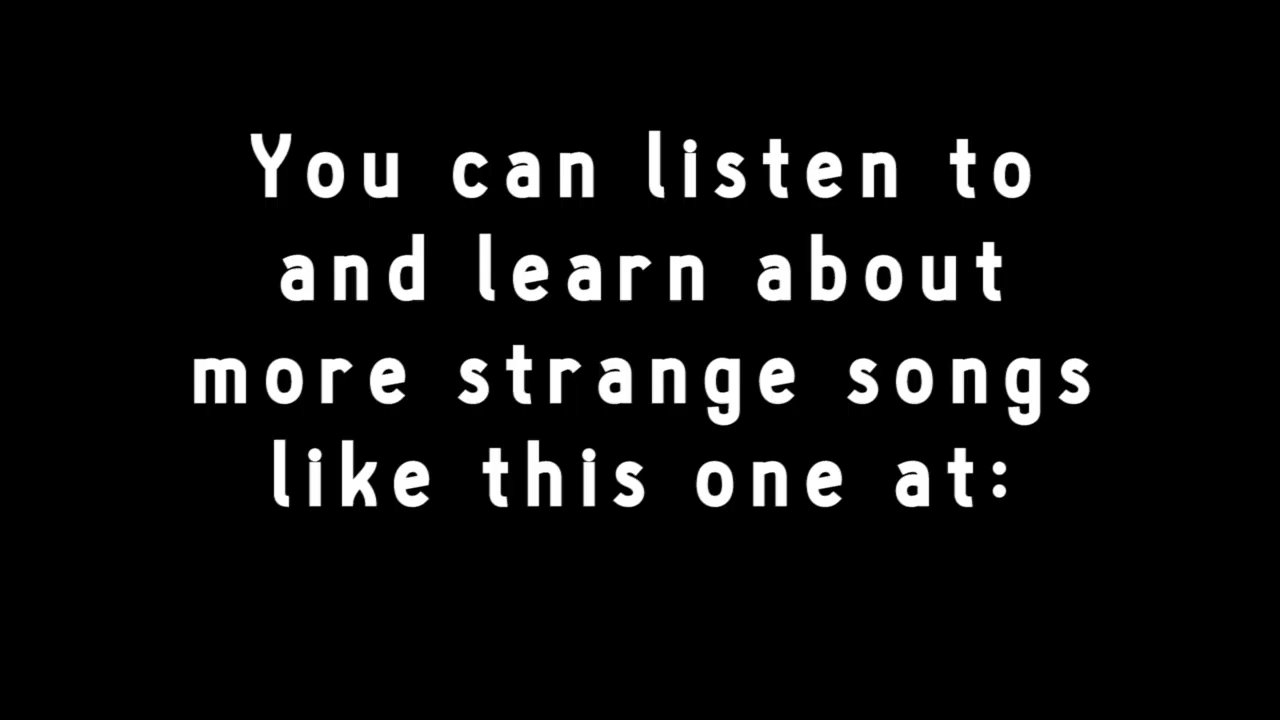 You can listen to
and learn about
more strange songs
like this one at: